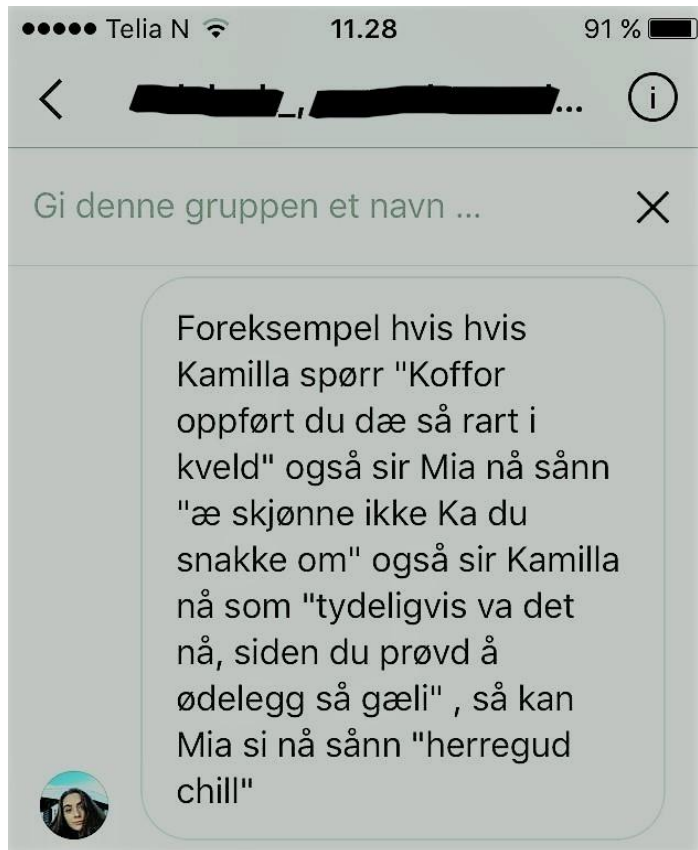 Telia N 11.28 91 %
_, ...
Gi denne gruppen et navn ...
Foreksempel hvis hvis
Kamilla spørr "Koffor
oppført du dæ så rart i
kveld" også sir Mia nå sånn
"æ skjønne ikke Ka du
snakke om" også sir Kamilla
nå som "tydeligvis va det
nå, siden du prøvd å
ødelegg så gæli" , så kan
Mia si nå sånn "herregud
chill"